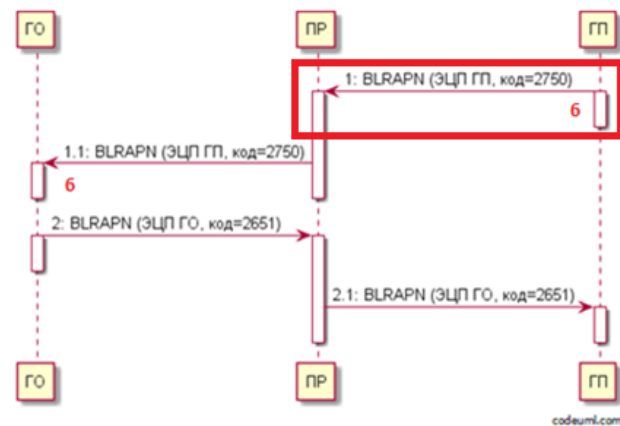 ГО ПР ГП
1: BLRAPN (ЭЦП ГП, код=2750)
6
1.1: BLRAPN (ЭЦП ГП, код=2750)
6
2: BLRAPN (ЭЦП ГО, код=2651)
2.1: BLRAPN (ЭЦП ГО, код=2651)
ГО ПР ГП
codeuml.com